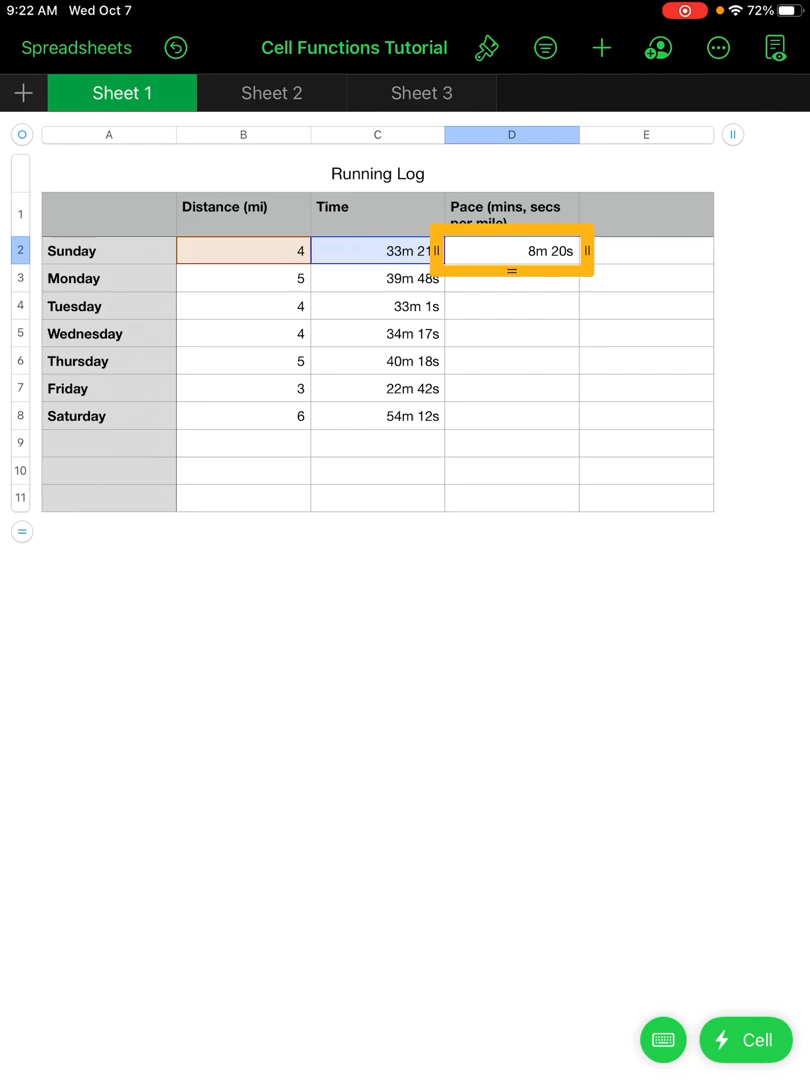 9:22 AM Wed Oct 7 72%
Spreadsheets Cell Functions Tutorial
Sheet 1 Sheet 2 Sheet 3
A B C D E
Running Log
1 Distance (mi) Time Pace (mins, secs
per mile)
2 Sunday 4 33m 21 8m 20s
3 Monday 5 39m 48s
4 Tuesday 4 33m 1s
5 Wednesday 4 34m 17s
6 Thursday 5 40m 18s
7 Friday 3 22m 42s
8 Saturday 6 54m 12s
9
10
11
Cell